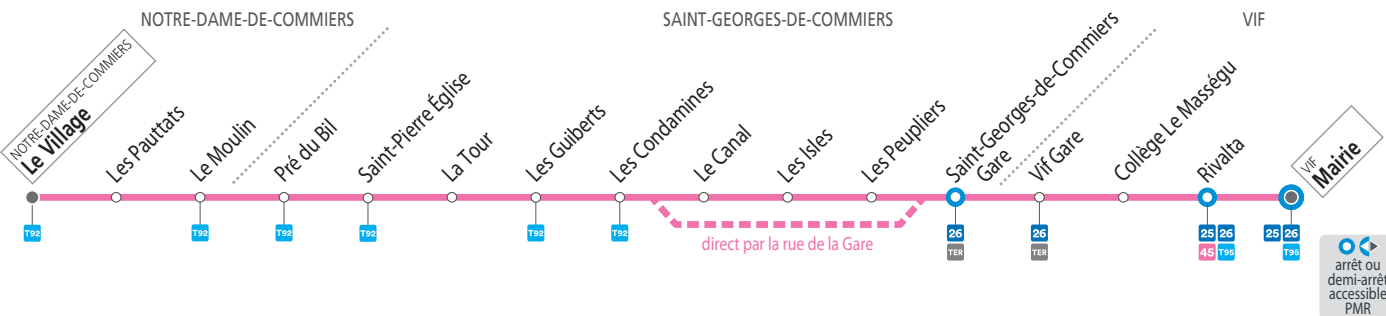 NOTRE-DAME-DE-COMMIERS
SAINT-GEORGES-DE-COMMIERS
VIF
NOTRE-DAME-DE-COMMIERS
Le Village
Les Pauttats
Le Moulin
Pré du Bil
Saint-Pierre Église
La Tour
Les Guiberts
Les Condamines
Le Canal
Les Isles
Les Peupliers
Saint-Georges-de-Commiers
Gare
Vif Gare
Collège Le Masségu
Rivalta
VIF
Mairie
T92
T92
T92
T92
T92
direct par la rue de la Gare
26
TER
26
TER
25 26
45 T95
25 26
T95
arrêt ou
demi-arrêt
accessible
PMR